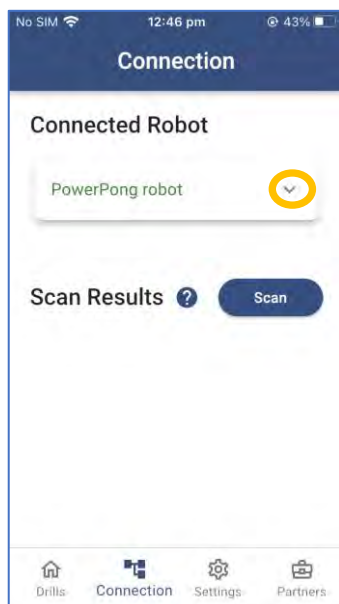 No SIM 12:46 pm 43%
Connection
Connected Robot
PowerPong robot
Scan Results ? Scan
Drills Connection Settings Partners